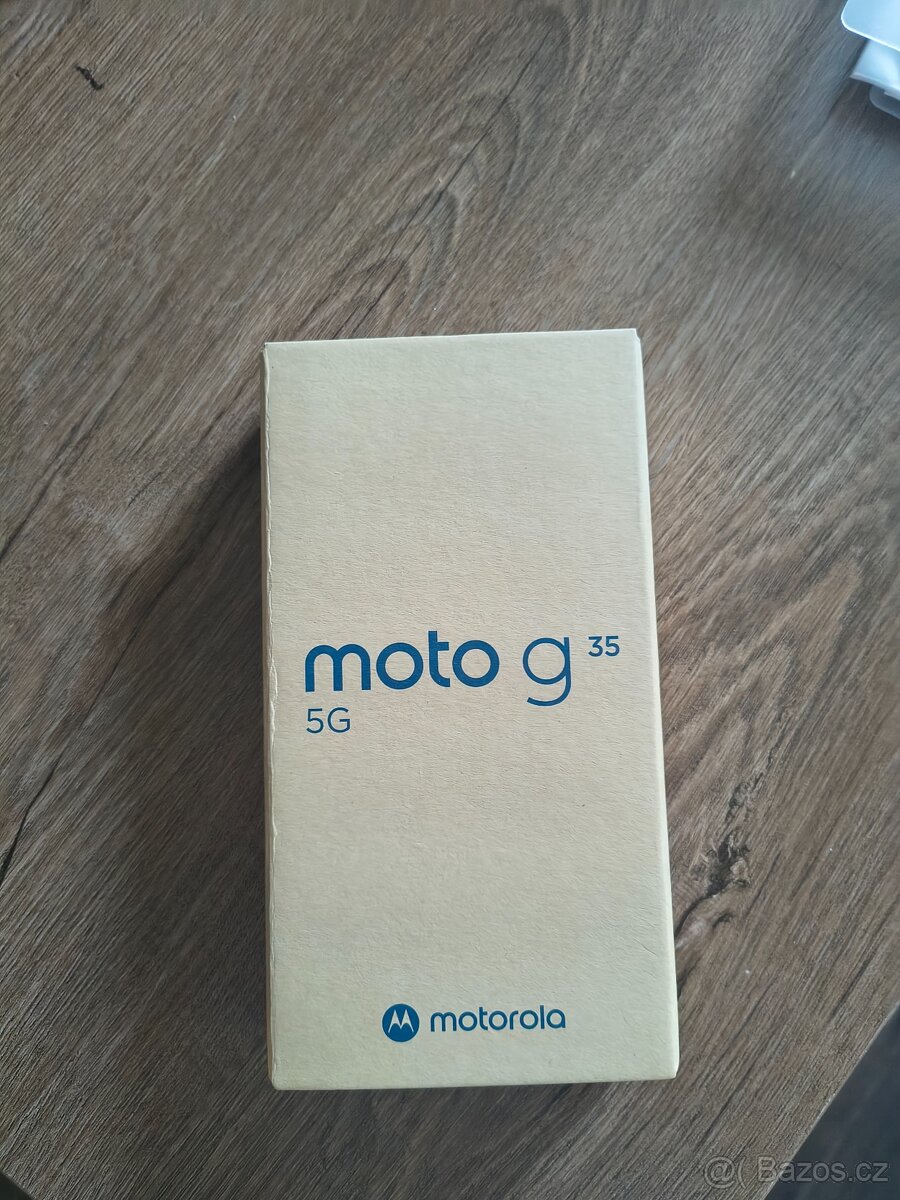 moto g 35
5G
motorola
@( Bazos.cz